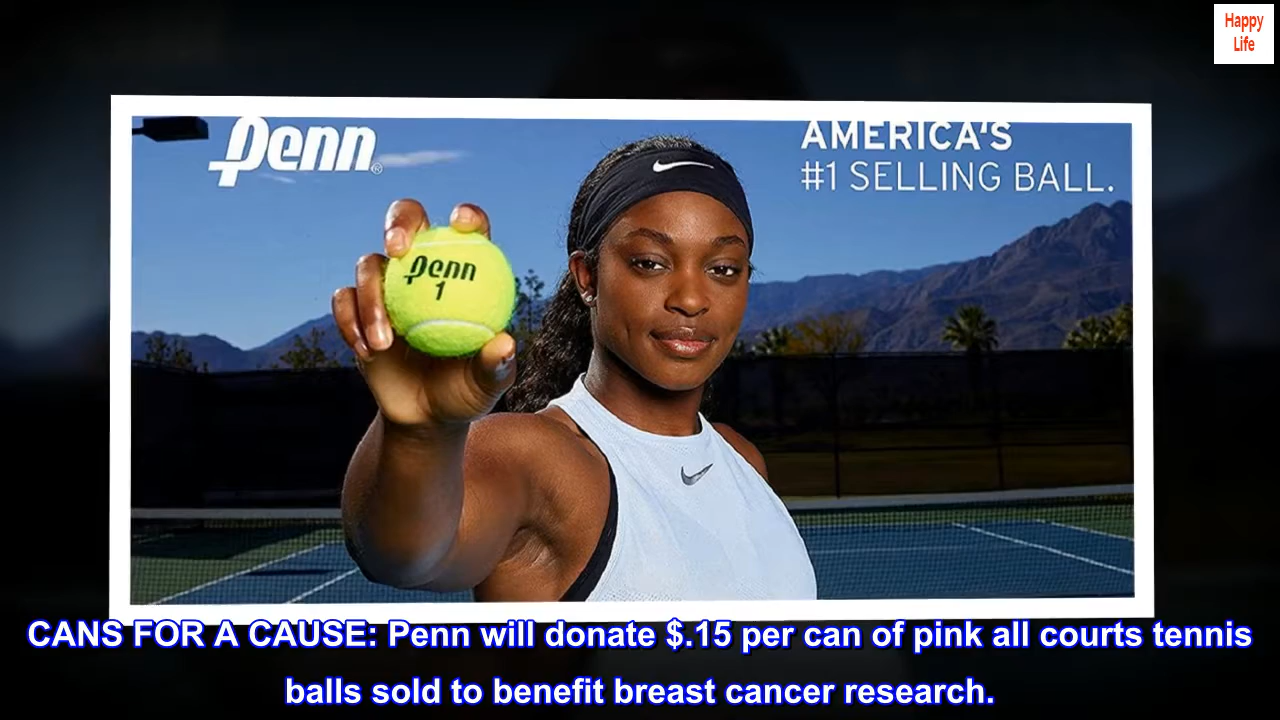 Happy
Life
Penn®
AMERICA'S
#1 SELLING BALL.
Penn
1
CANS FOR A CAUSE: Penn will donate $.15 per can of pink all courts tennis
balls sold to benefit breast cancer research.